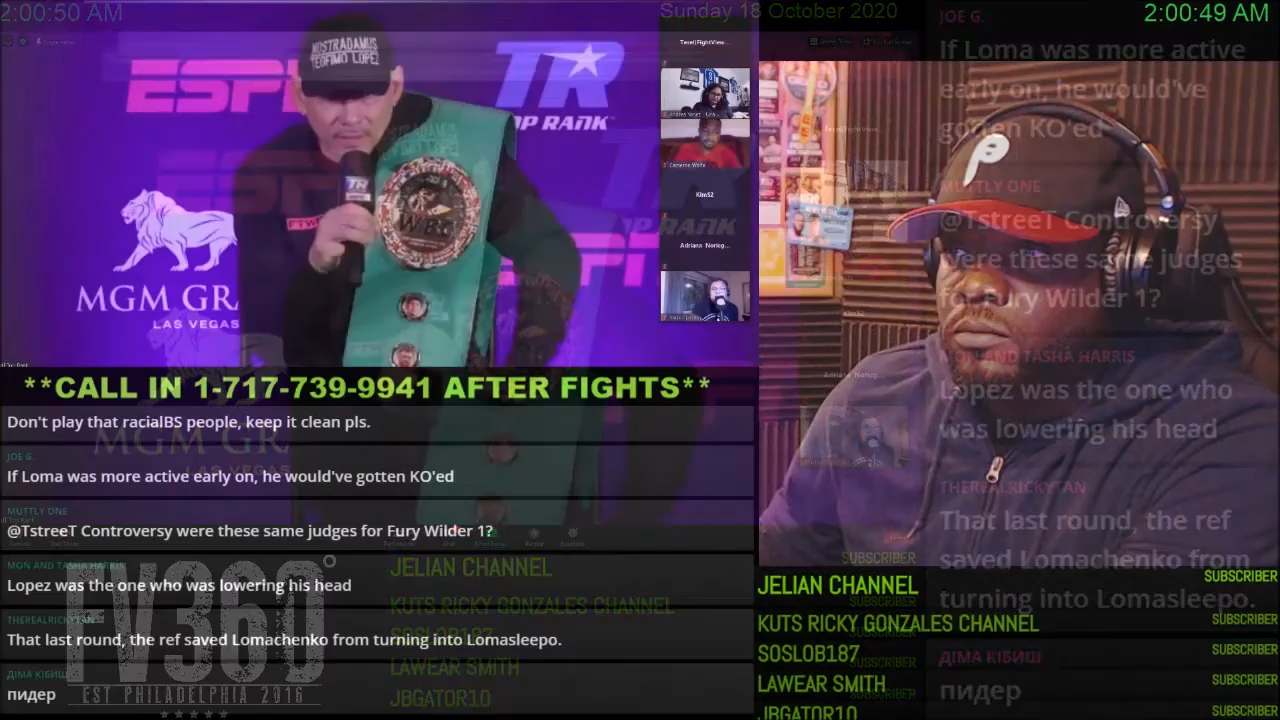 2:00:50 AM
Sunday 18 October 2020
2:00:49 AM
NOSTRADAMUS
TEOFIMO LOPEZ
ESPN
TR
TOP RANK
WBC
MGM GRA
LAS VEGAS
Cameron White
KimS2
Adriana Norieg...
P
**CALL IN 1-717-739-9941 AFTER FIGHTS**
Don't play that racialBS people, keep it clean pls.
JOE G.
If Loma was more active early on, he would've gotten KO'ed
MUTTLY ONE
@TstreeT Controversy were these same judges for Fury Wilder 1?
MON AND TASHA HARRIS
Lopez was the one who was lowering his head
THEREALRICKYTAN
That last round, the ref saved Lomachenko from turning into Lomasleepo.
ДІМА КІБИШ
пидер
FV360°
EST PHILADELPHIA 2016
JELIAN CHANNEL
KUTS RICKY GONZALES CHANNEL
SOSLOB187
LAWEAR SMITH
JBGATOR10
JOE G.
If Loma was more active
early on, he would've
gotten KO'ed
MUTTLY ONE
@TstreeT Controversy
were these same judges
for Fury Wilder 1?
MON AND TASHA HARRIS
Lopez was the one who
was lowering his head
THEREALRICKYTAN
That last round, the ref
saved Lomachenko from
turning into Lomasleepo.
ДІМА КІБИШ
пидер
SUBSCRIBER
JELIAN CHANNEL
SUBSCRIBER
KUTS RICKY GONZALES CHANNEL
SUBSCRIBER
SOSLOB187
SUBSCRIBER
LAWEAR SMITH
SUBSCRIBER
JBGATOR10
SUBSCRIBER